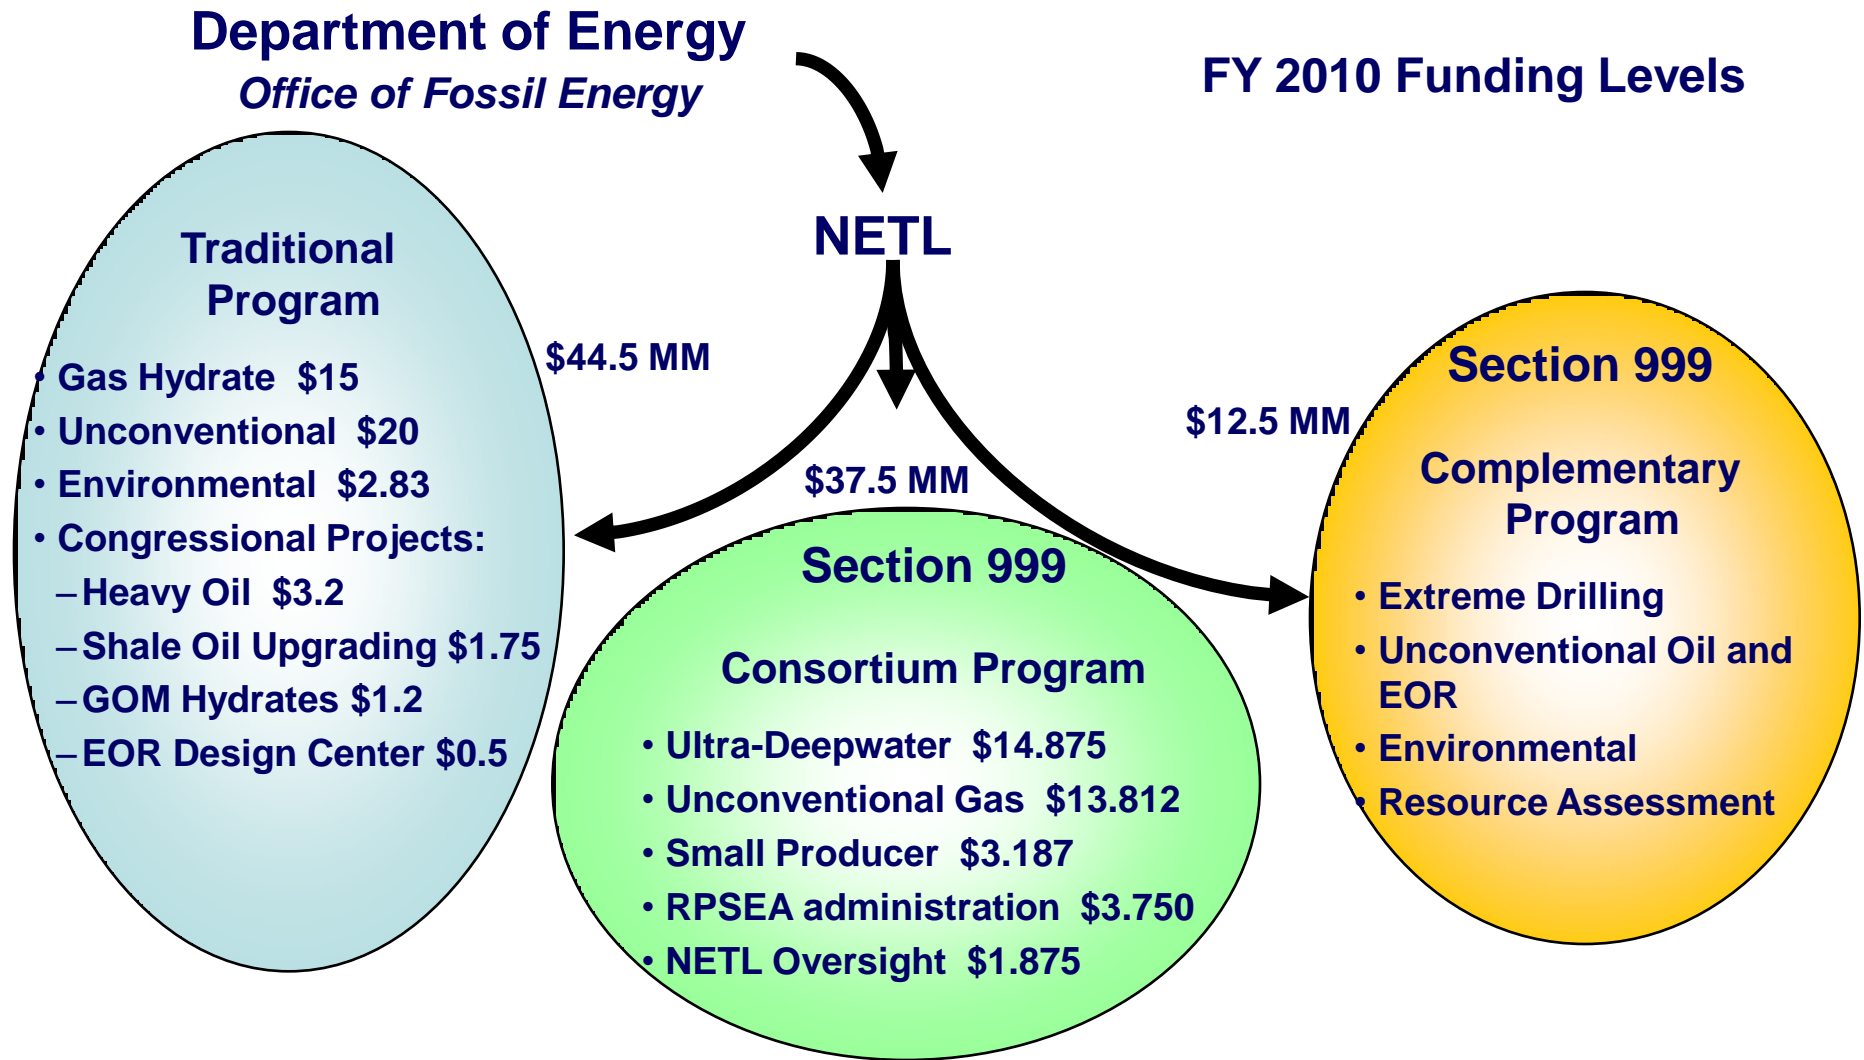 Department of Energy
Office of Fossil Energy
FY 2010 Funding Levels
NETL
$44.5 MM
$37.5 MM
$12.5 MM
Traditional
Program
• Gas Hydrate $15
• Unconventional $20
• Environmental $2.83
• Congressional Projects:
–Heavy Oil $3.2
–Shale Oil Upgrading $1.75
–GOM Hydrates $1.2
–EOR Design Center $0.5
Section 999
Consortium Program
• Ultra-Deepwater $14.875
• Unconventional Gas $13.812
• Small Producer $3.187
• RPSEA administration $3.750
• NETL Oversight $1.875
Section 999
Complementary
Program
• Extreme Drilling
• Unconventional Oil and
EOR
• Environmental
• Resource Assessment